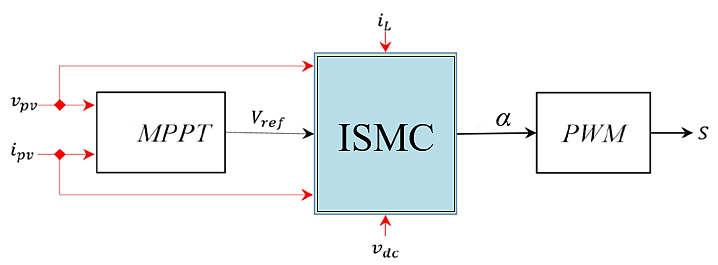 i_L
v_pv
MPPT
V_ref
ISMC
α
PWM
S
i_pv
v_dc